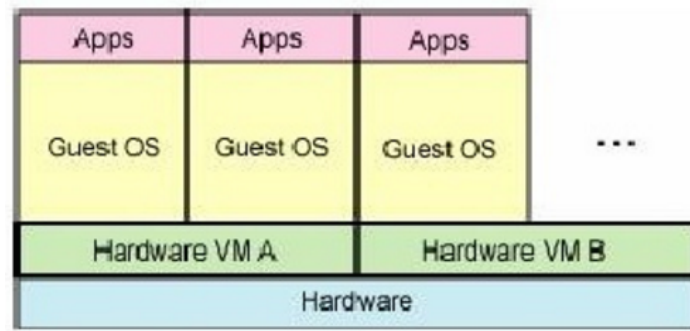 Apps Apps Apps
Guest OS Guest OS Guest OS ...
Hardware VM A Hardware VM B
Hardware